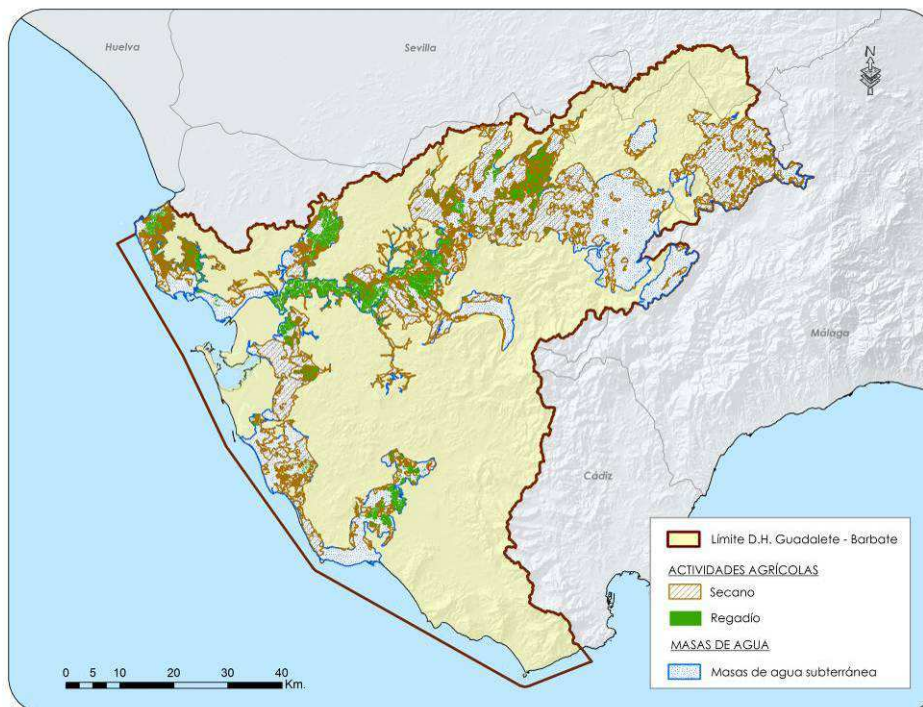 Huelva
Sevilla
N
Málaga
Cádiz
Límite D.H. Guadalete - Barbate
ACTIVIDADES AGRÍCOLAS
Secano
Regadío
MASAS DE AGUA
Masas de agua subterránea
0 5 10 20 30 40
Km.